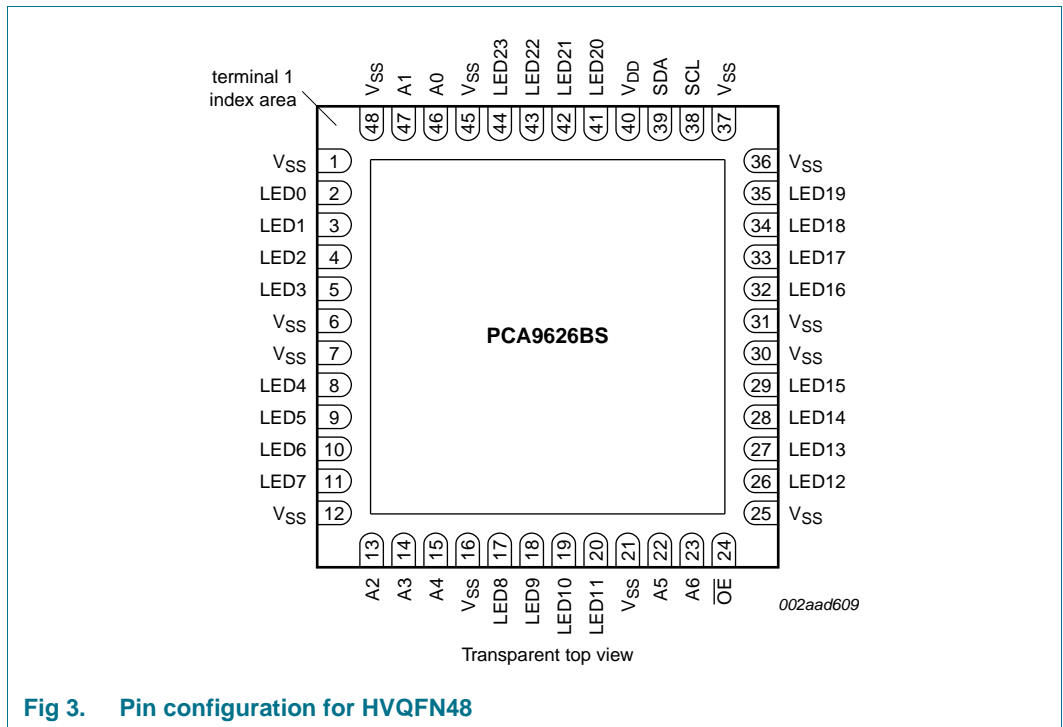 terminal 1
index area
VSS
A1
A0
VSS
LED23
LED22
LED21
LED20
VDD
SDA
SCL
VSS
48
47
46
45
44
43
42
41
40
39
38
37
VSS 1
LED0 2
LED1 3
LED2 4
LED3 5
VSS 6
VSS 7
LED4 8
LED5 9
LED6 10
LED7 11
VSS 12
PCA9626BS
36 VSS
35 LED19
34 LED18
33 LED17
32 LED16
31 VSS
30 VSS
29 LED15
28 LED14
27 LED13
26 LED12
25 VSS
13
14
15
16
17
18
19
20
21
22
23
24
A2
A3
A4
VSS
LED8
LED9
LED10
LED11
VSS
A5
A6
O̅E̅
002aad609
Transparent top view
Fig 3. Pin configuration for HVQFN48